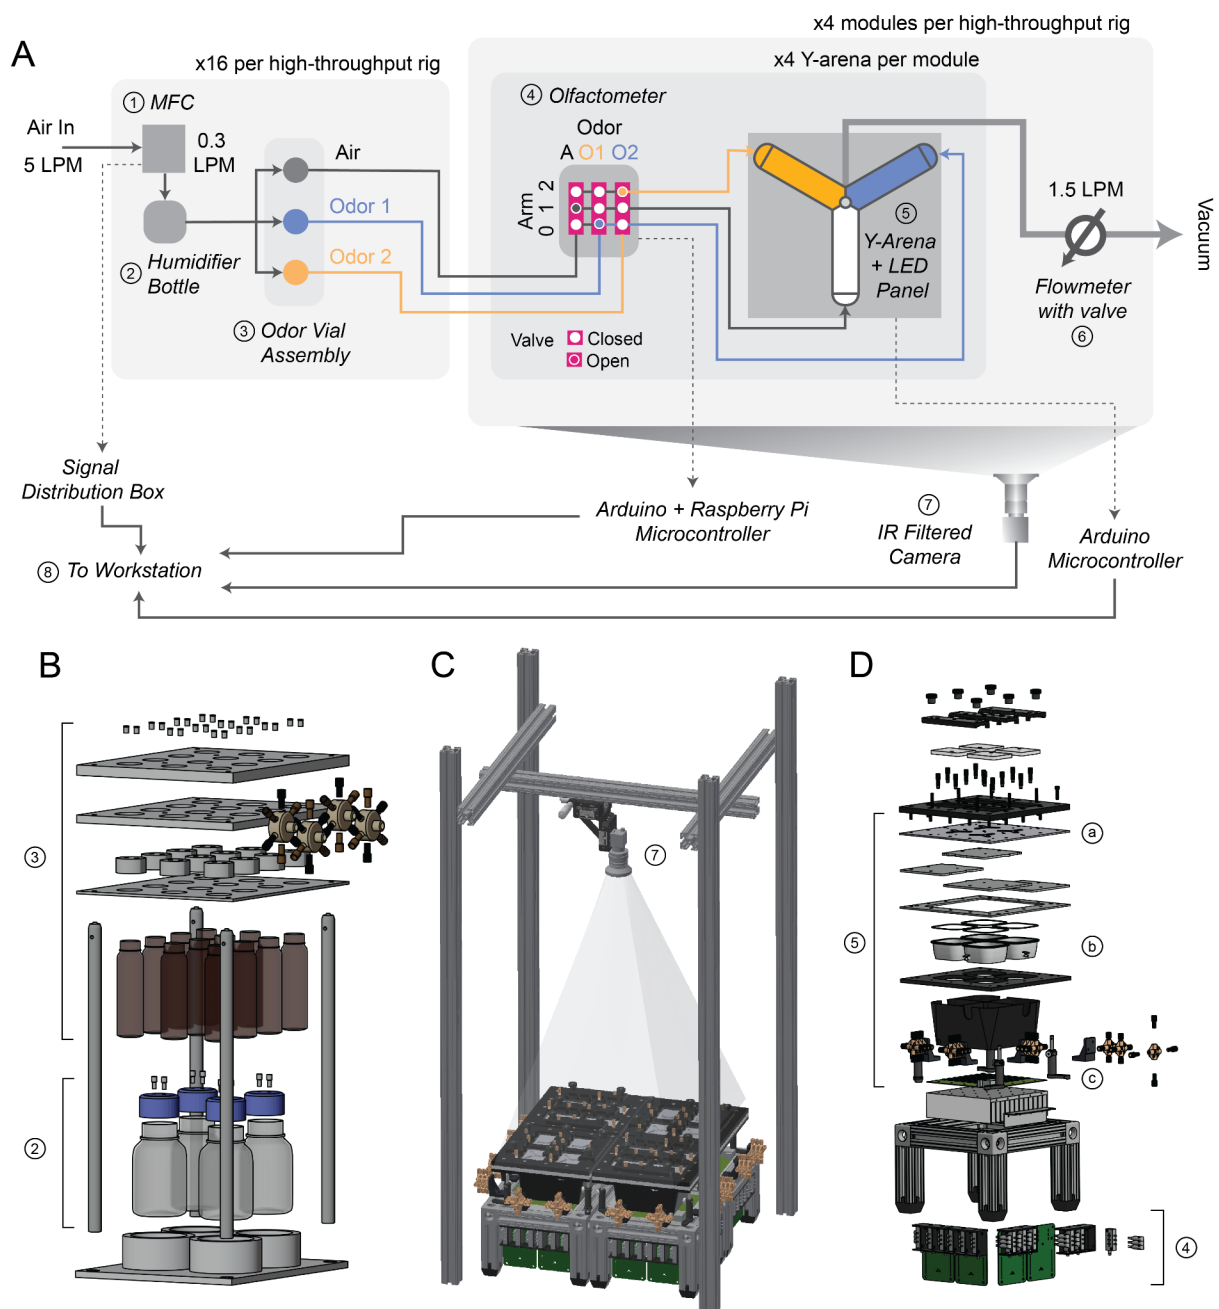 x4 modules per high-throughput rig
A
x16 per high-throughput rig
x4 Y-arena per module
1 MFC
4 Olfactometer
Air In
5 LPM
0.3
LPM
Air
Odor 1
Odor 2
2 Humidifier
Bottle
3 Odor Vial
Assembly
Odor
A O1 O2
Arm
0 1 2
Valve
Closed
Open
5
Y-Arena
+ LED
Panel
1.5 LPM
Flowmeter
with valve
6
Vacuum
Signal
Distribution Box
Arduino + Raspberry Pi
Microcontroller
7
IR Filtered
Camera
Arduino
Microcontroller
8 To Workstation
B
3
2
C
7
D
a
5
b
c
4